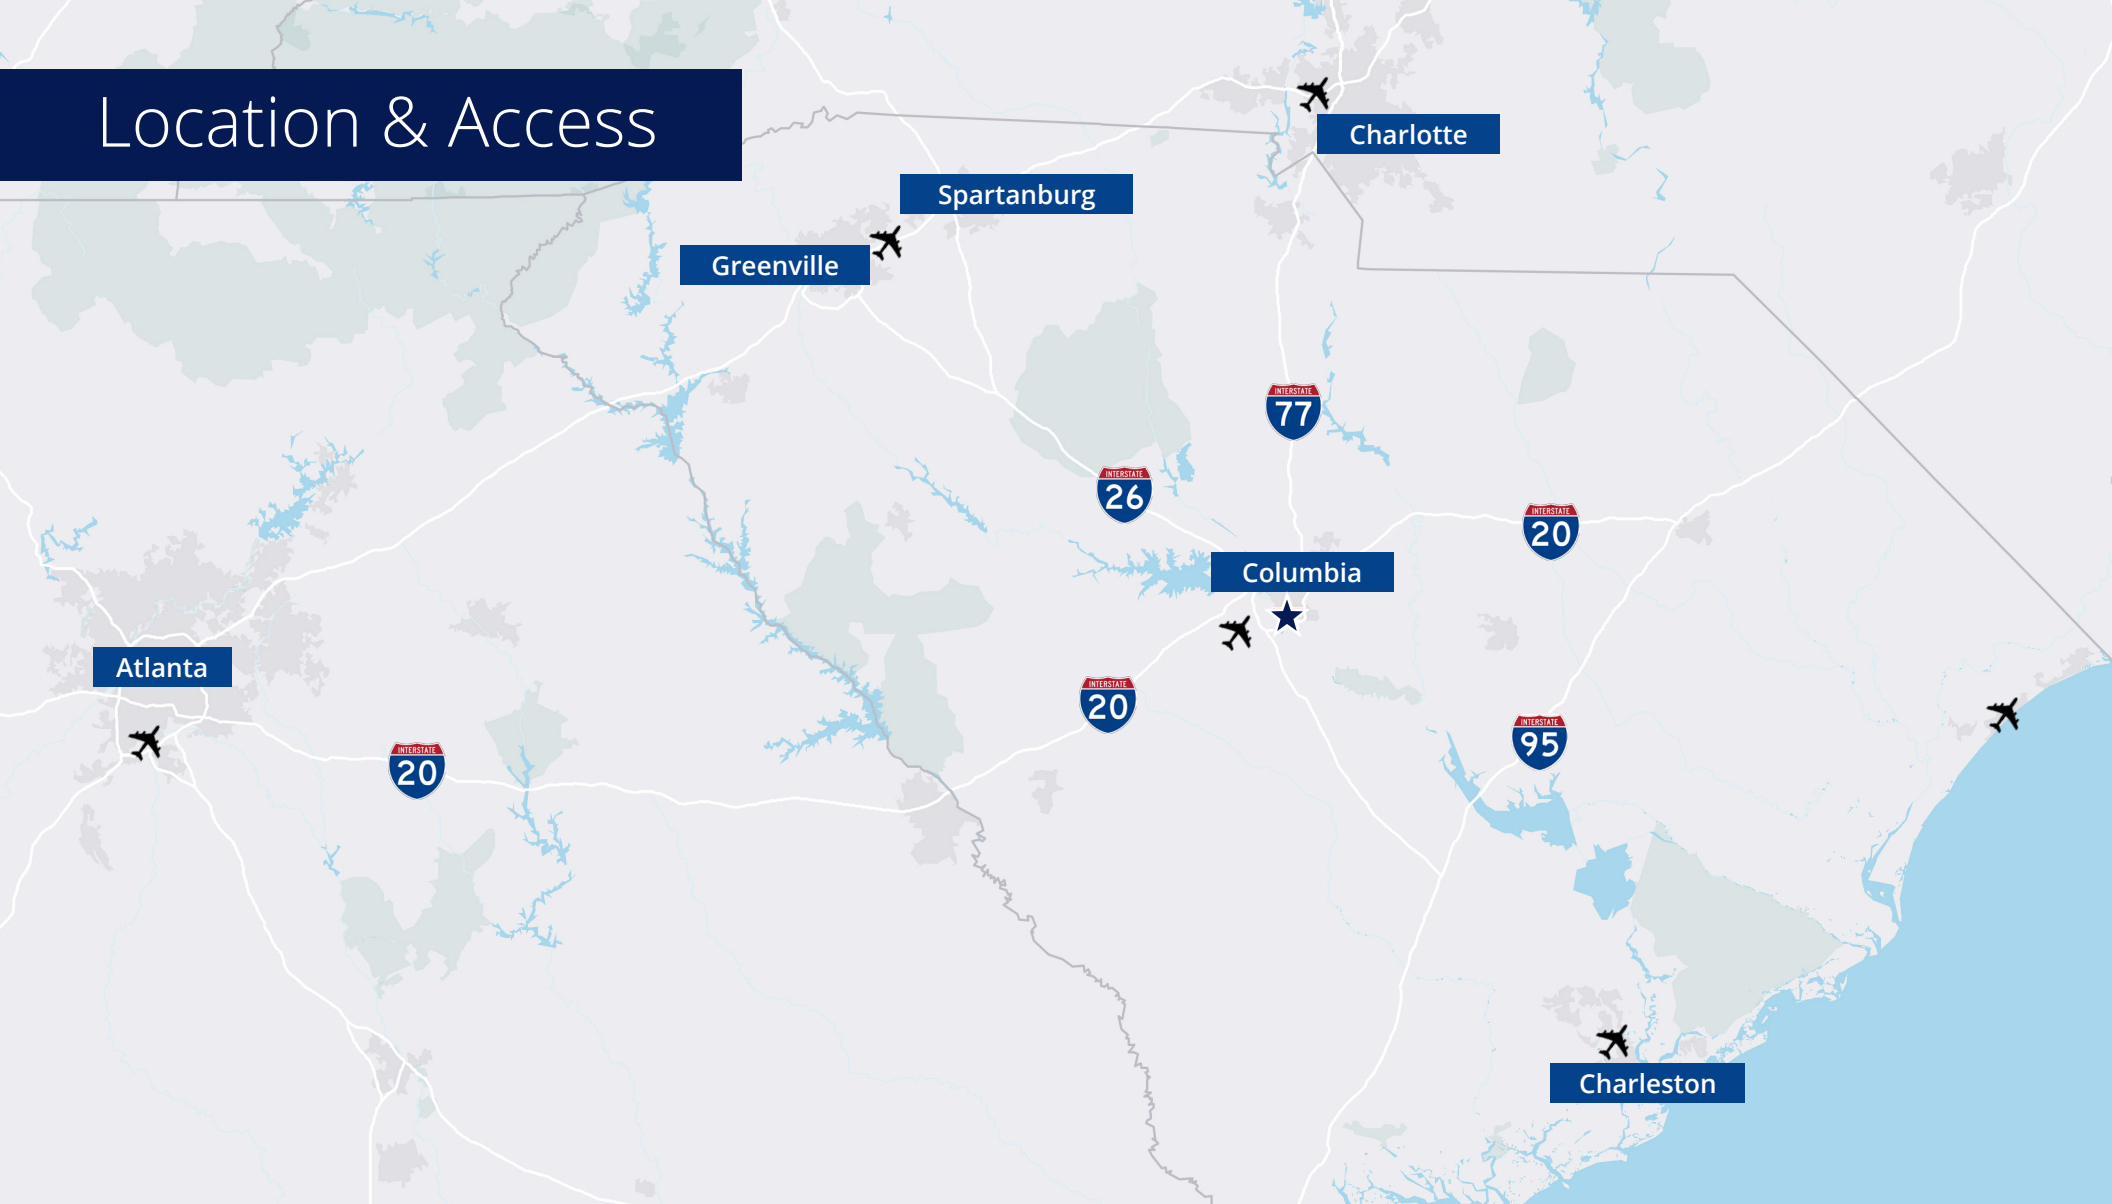 Location & Access
Charlotte
Spartanburg
Greenville
INTERSTATE
77
INTERSTATE
26
INTERSTATE
20
Columbia
Atlanta
INTERSTATE
20
INTERSTATE
95
INTERSTATE
20
Charleston